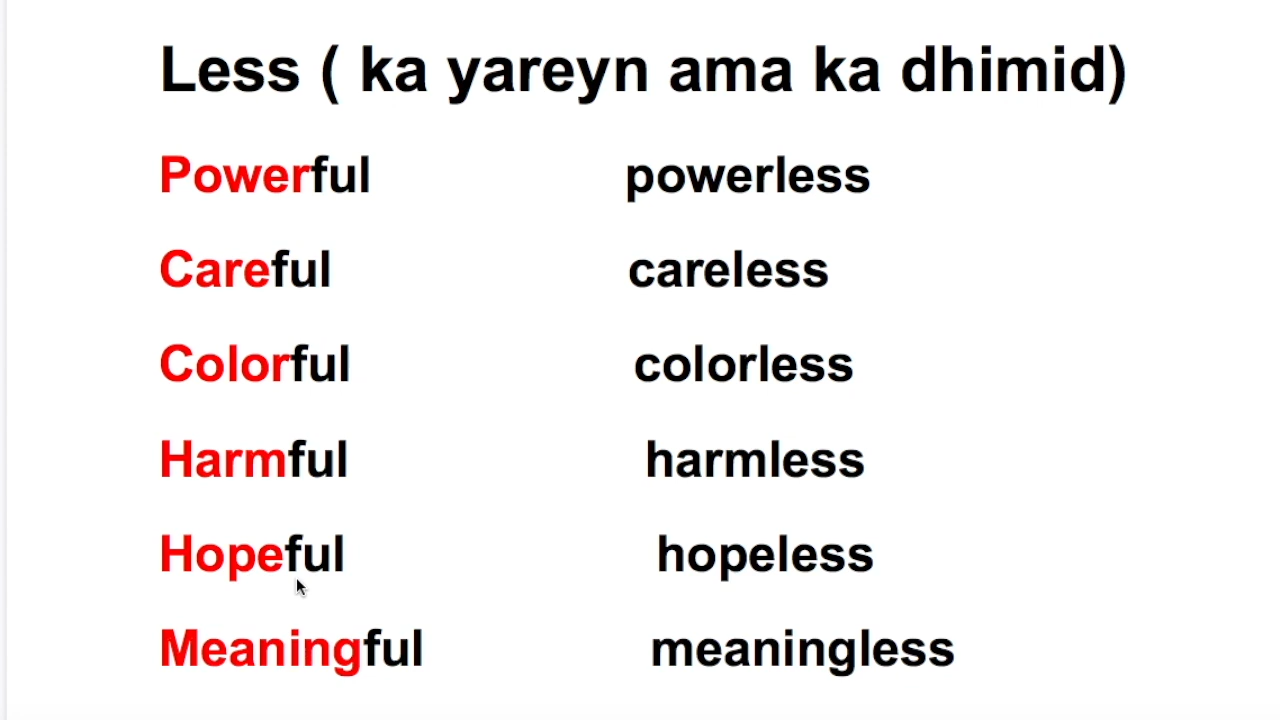 Less ( ka yareyn ama ka dhimid)
Powerful powerless
Careful careless
Colorful colorless
Harmful harmless
Hopeful hopeless
Meaningful meaningless